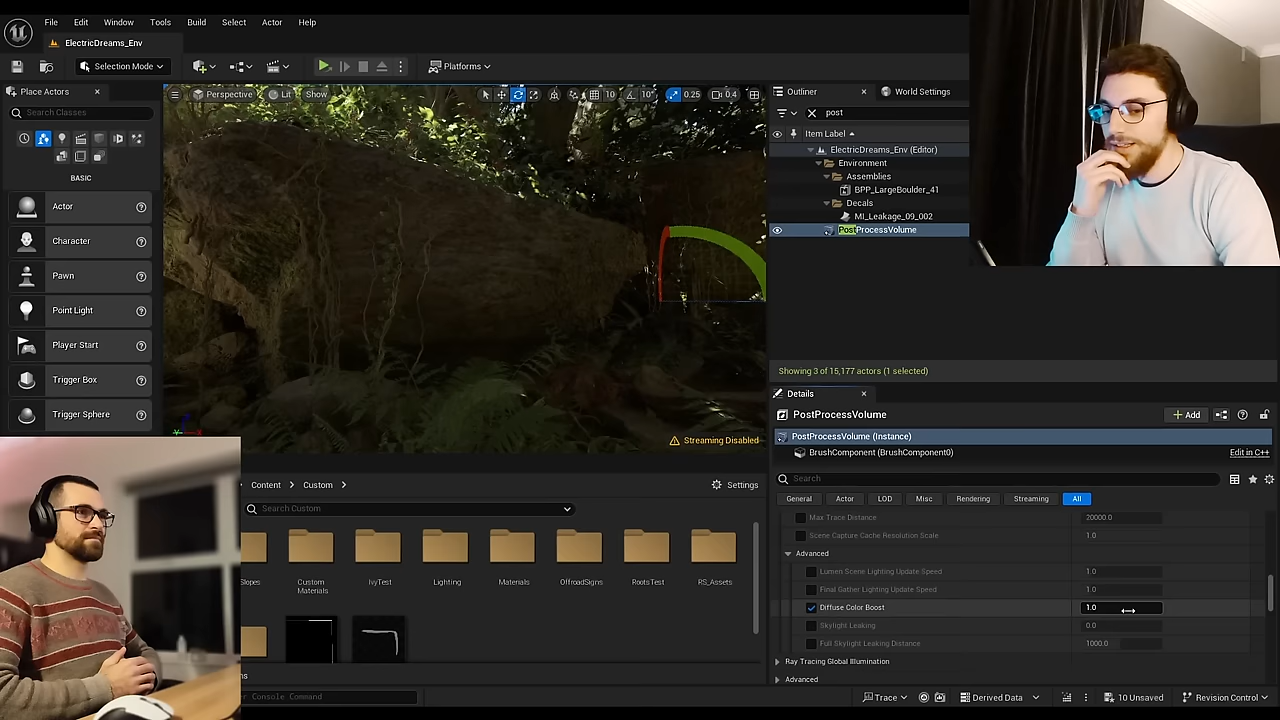 File Edit Window Tools Build Select Actor Help
ElectricDreams_Env
Selection Mode Platforms
Place Actors
Search Classes
BASIC
Actor
Character
Pawn
Point Light
Player Start
Trigger Box
Trigger Sphere
Perspective Lit Show 10 10° 0.25 0.4
Streaming Disabled
Outliner World Settings
post
Item Label
ElectricDreams_Env (Editor)
Environment
Assemblies
BPP_LargeBoulder_41
Decals
MI_Leakage_09_002
PostProcessVolume
Showing 3 of 15,177 actors (1 selected)
Details
PostProcessVolume
Add
PostProcessVolume (Instance)
BrushComponent (BrushComponent0) Edit in C++
Search
General Actor LOD Misc Rendering Streaming All
Max Trace Distance 20000.0
Scene Capture Cache Resolution Scale 1.0
Advanced
Lumen Scene Lighting Update Speed 1.0
Final Gather Lighting Update Speed 1.0
Diffuse Color Boost 1.0
Skylight Leaking 0.0
Full Skylight Leaking Distance 1000.0
Ray Tracing Global Illumination
Advanced
Content Custom Settings
Search Custom
Slopes
Custom Materials
IvyTest
Lighting
Materials
OffroadSigns
RootsTest
RS_Assets
Console Command
Trace Derived Data 10 Unsaved Revision Control